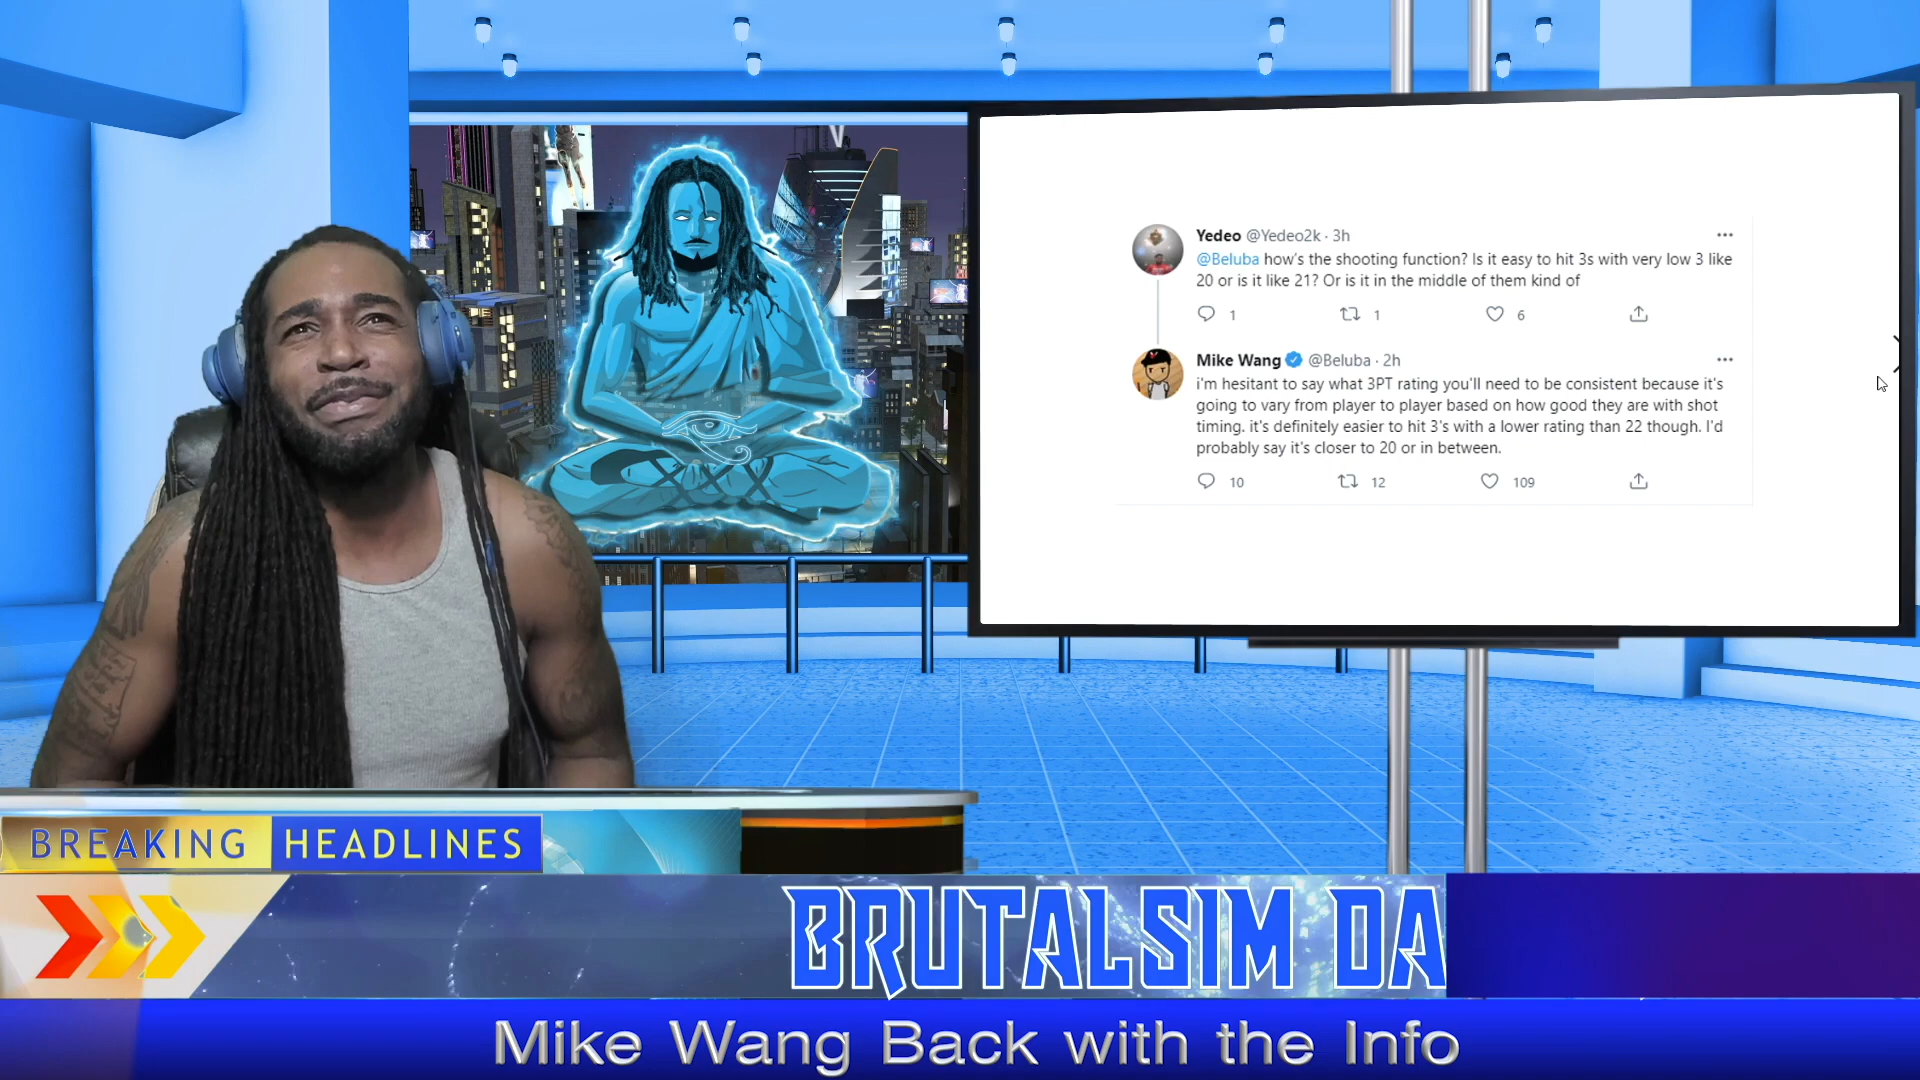 Yedeo @Yedeo2k · 3h
@Beluba how's the shooting function? Is it easy to hit 3s with very low 3 like
20 or is it like 21? Or is it in the middle of them kind of
1 1 6
Mike Wang @Beluba · 2h
i'm hesitant to say what 3PT rating you'll need to be consistent because it's
going to vary from player to player based on how good they are with shot
timing. it's definitely easier to hit 3's with a lower rating than 22 though. I'd
probably say it's closer to 20 or in between.
10 12 109
BREAKING HEADLINES
BRUTALSIM DA
Mike Wang Back with the Info